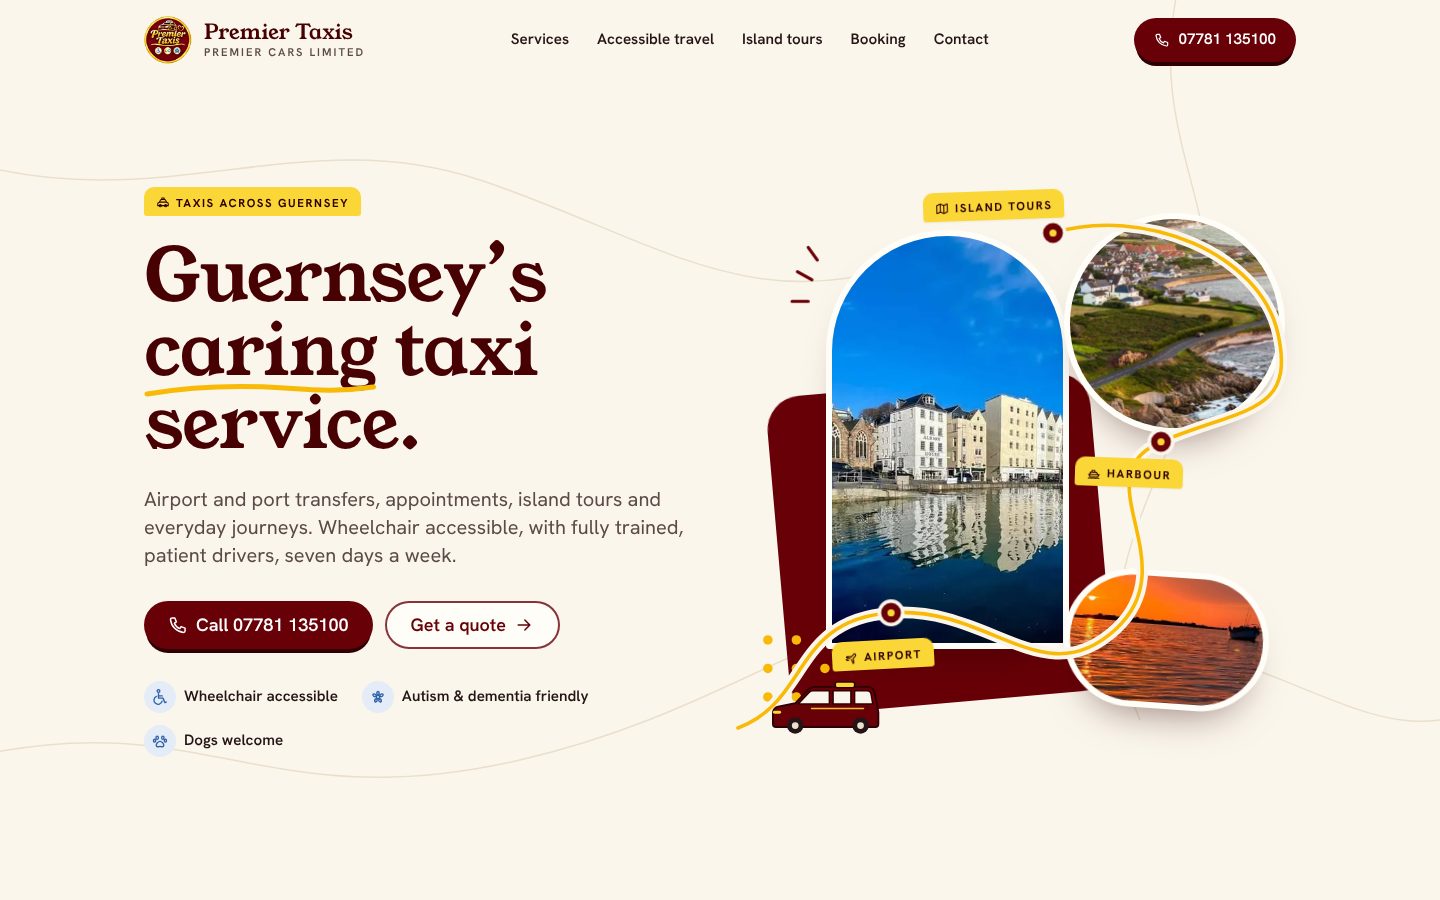 Premier Taxis
Premier Taxis
PREMIER CARS LIMITED
Services
Accessible travel
Island tours
Booking
Contact
07781 135100
TAXIS ACROSS GUERNSEY
Guernsey’s
caring taxi
service.
Airport and port transfers, appointments, island tours and
everyday journeys. Wheelchair accessible, with fully trained,
patient drivers, seven days a week.
Call 07781 135100
Get a quote
Wheelchair accessible
Autism & dementia friendly
Dogs welcome
ISLAND TOURS
HARBOUR
AIRPORT